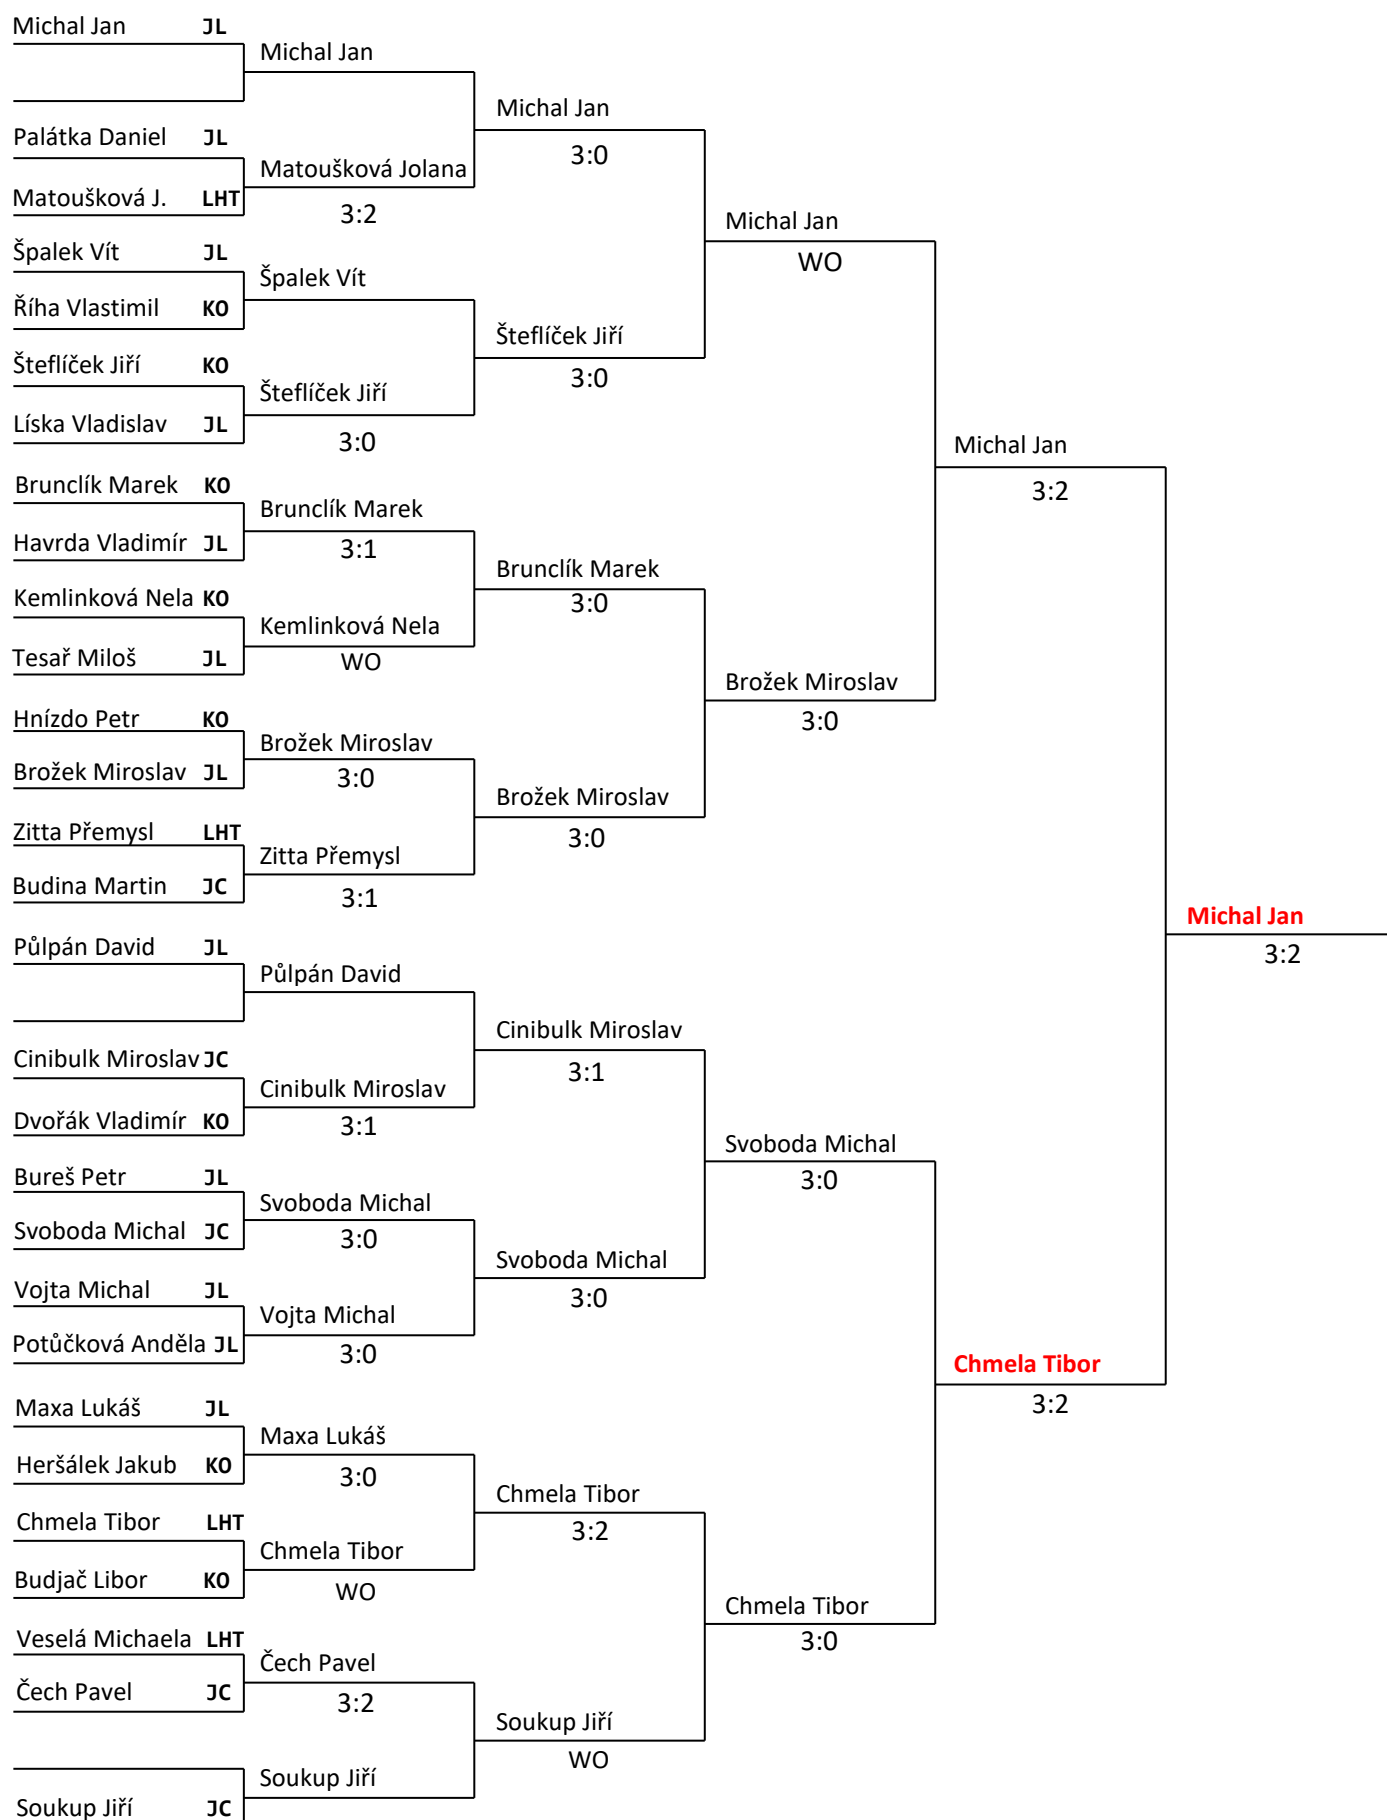 Michal Jan JL
Michal Jan
Michal Jan
3:0
Palátka Daniel JL
Matoušková Jolana
Matoušková J. LHT
3:2
Michal Jan
WO
Špalek Vít JL
Špalek Vít
Říha Vlastimil KO
Šteflíček Jiří
3:0
Šteflíček Jiří KO
Šteflíček Jiří
Líska Vladislav JL
3:0
Michal Jan
3:2
Brunclík Marek KO
Brunclík Marek
Havrda Vladimír JL
3:1
Brunclík Marek
3:0
Kemlinková Nela KO
Kemlinková Nela
Tesař Miloš JL
WO
Brožek Miroslav
3:0
Hnízdo Petr KO
Brožek Miroslav
Brožek Miroslav JL
3:0
Brožek Miroslav
3:0
Zitta Přemysl LHT
Zitta Přemysl
Budina Martin JC
3:1
Michal Jan
3:2
Půlpán David JL
Půlpán David
Cinibulk Miroslav
3:1
Cinibulk Miroslav JC
Cinibulk Miroslav
Dvořák Vladimír KO
3:1
Svoboda Michal
3:0
Bureš Petr JL
Svoboda Michal
Svoboda Michal JC
3:0
Svoboda Michal
3:0
Vojta Michal JL
Vojta Michal
Potůčková Anděla JL
3:0
Chmela Tibor
3:2
Maxa Lukáš JL
Maxa Lukáš
Heršálek Jakub KO
3:0
Chmela Tibor
3:2
Chmela Tibor LHT
Chmela Tibor
Budjač Libor KO
WO
Chmela Tibor
3:0
Veselá Michaela LHT
Čech Pavel
Čech Pavel JC
3:2
Soukup Jiří
WO
Soukup Jiří
Soukup Jiří JC